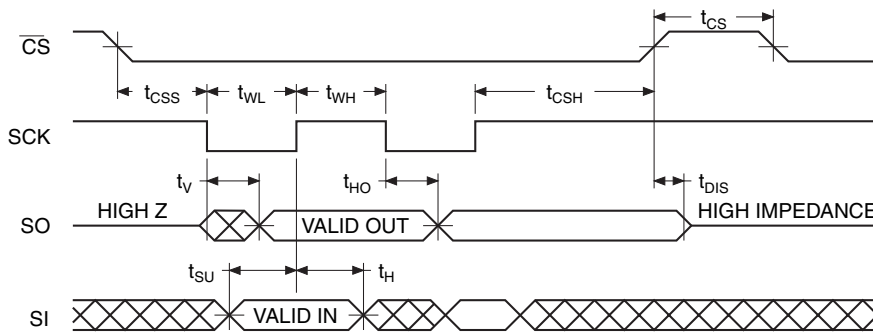 t_CS
C̅S̅
t_CSS t_WL t_WH t_CSH
SCK
t_V t_HO t_DIS
HIGH Z VALID OUT HIGH IMPEDANCE
SO
t_SU t_H
VALID IN
SI